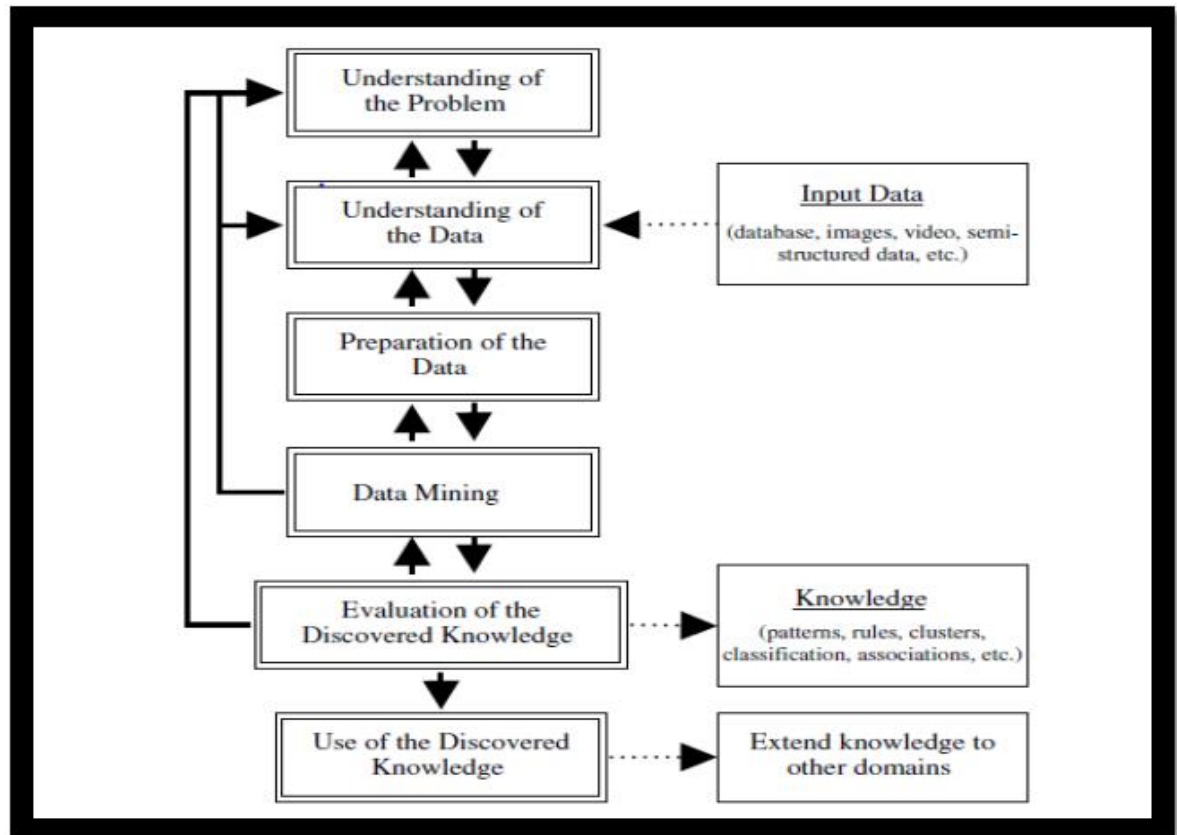 Understanding of
the Problem
Understanding of
the Data
Input Data
(database, images, video, semi-
structured data, etc.)
Preparation of the
Data
Data Mining
Evaluation of the
Discovered Knowledge
Knowledge
(patterns, rules, clusters,
classification, associations, etc.)
Use of the Discovered
Knowledge
Extend knowledge to
other domains